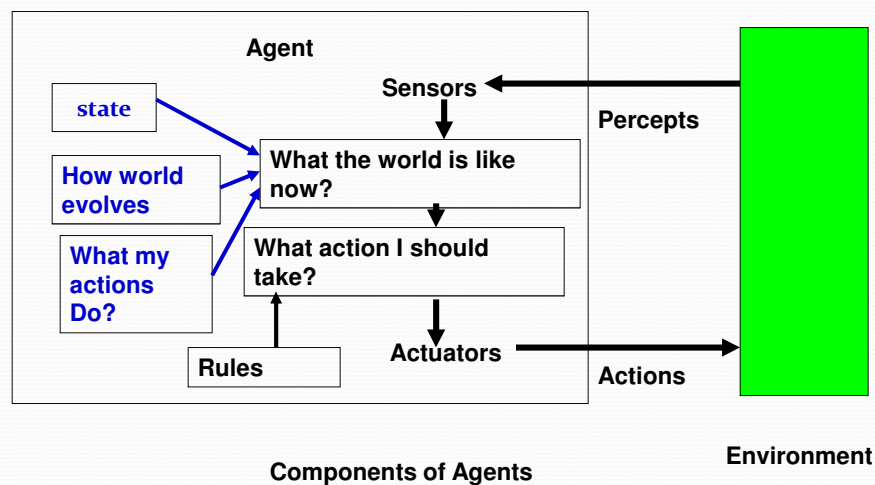 Agent
Sensors
Percepts
state
What the world is like
now?
How world
evolves
What action I should
take?
What my
actions
Do?
Rules
Actuators
Actions
Environment
Components of Agents